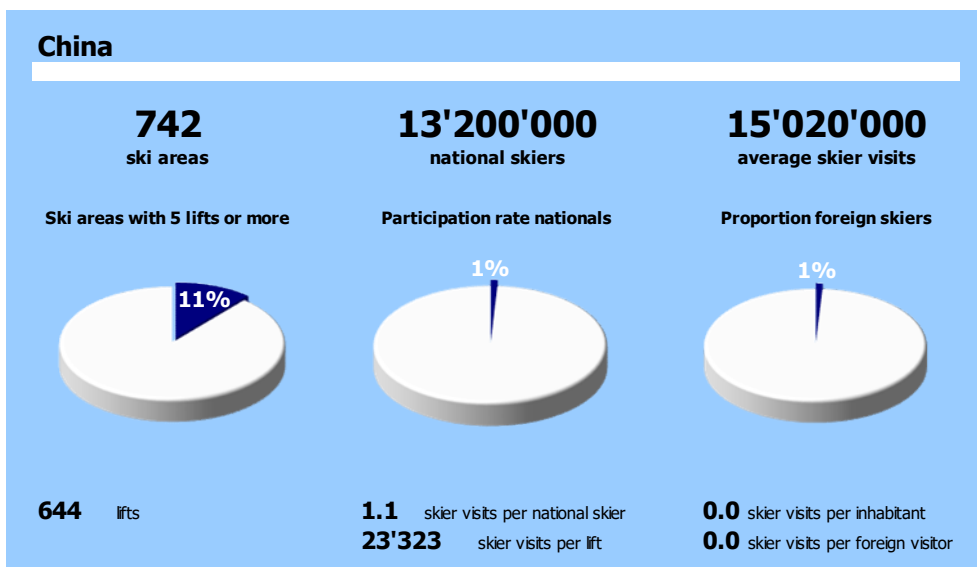 China
742 13'200'000 15'020'000
ski areas national skiers average skier visits
Ski areas with 5 lifts or more Participation rate nationals Proportion foreign skiers
11% 1% 1%
644 lifts 1.1 skier visits per national skier 0.0 skier visits per inhabitant
23'323 skier visits per lift 0.0 skier visits per foreign visitor